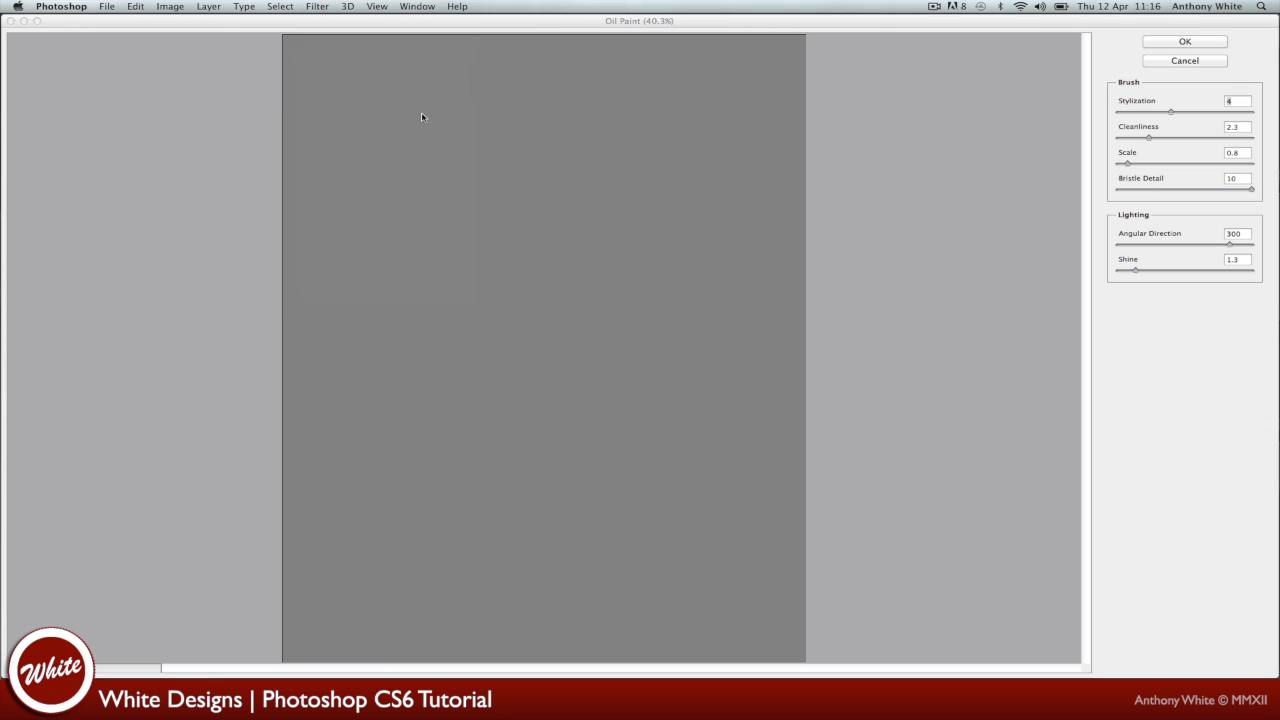 Photoshop File Edit Image Layer Type Select Filter 3D View Window Help 8 Thu 12 Apr 11:16 Anthony White
Oil Paint (40.3%)
OK
Cancel
Brush
Stylization 4
Cleanliness 2.3
Scale 0.8
Bristle Detail 10
Lighting
Angular Direction 300
Shine 1.3
White
White Designs | Photoshop CS6 Tutorial
Anthony White © MMXII